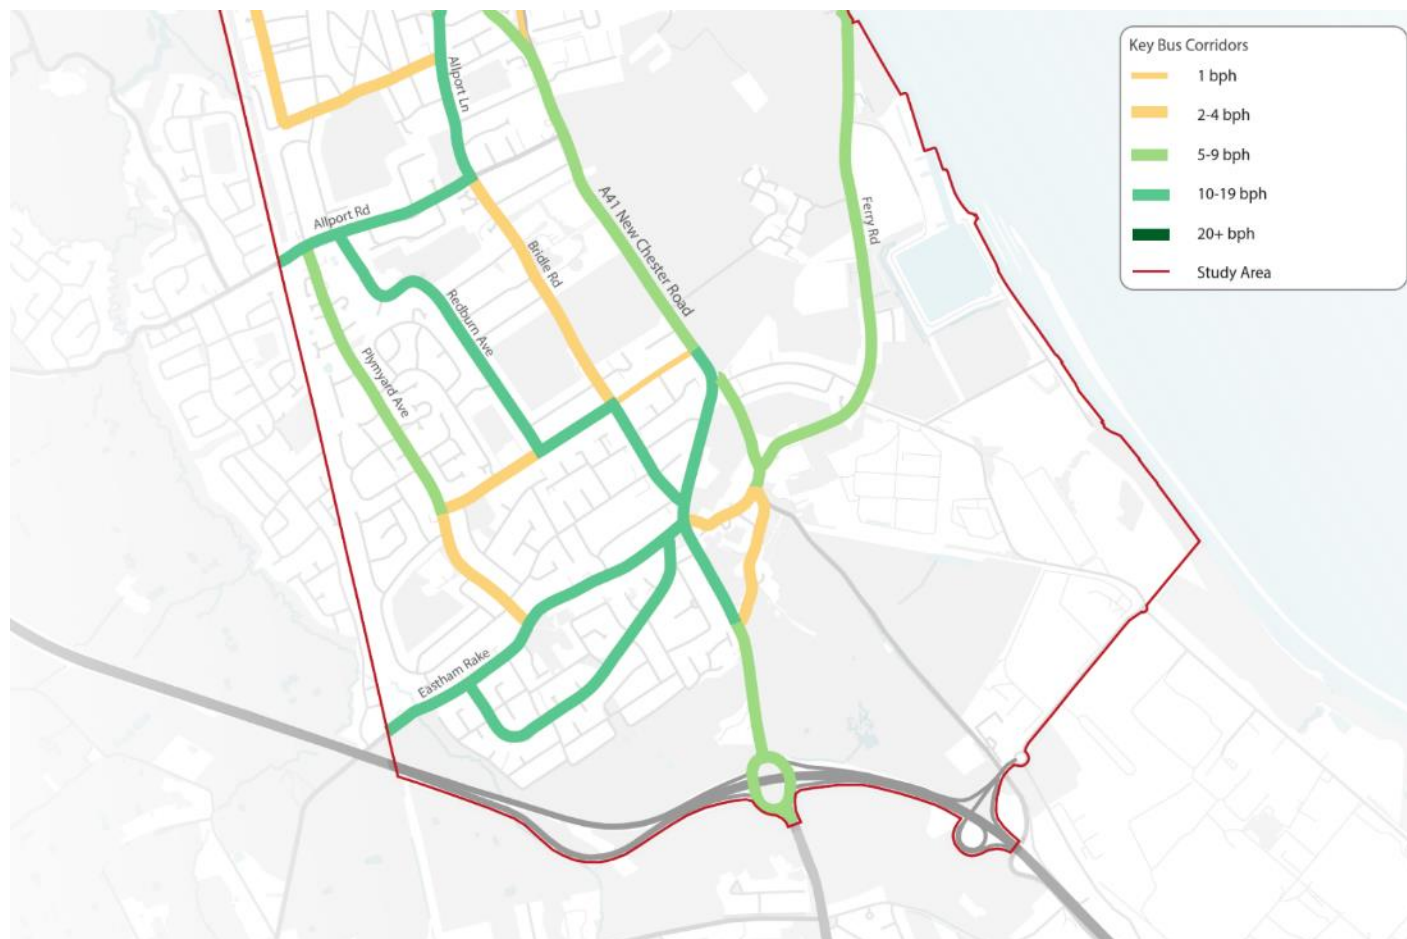 Key Bus Corridors
1 bph
2-4 bph
5-9 bph
10-19 bph
20+ bph
Study Area
Allport Ln
Allport Rd
A41 New Chester Road
Ferry Rd
Bridle Rd
Redburn Ave
Plymyard Ave
Eastham Rake